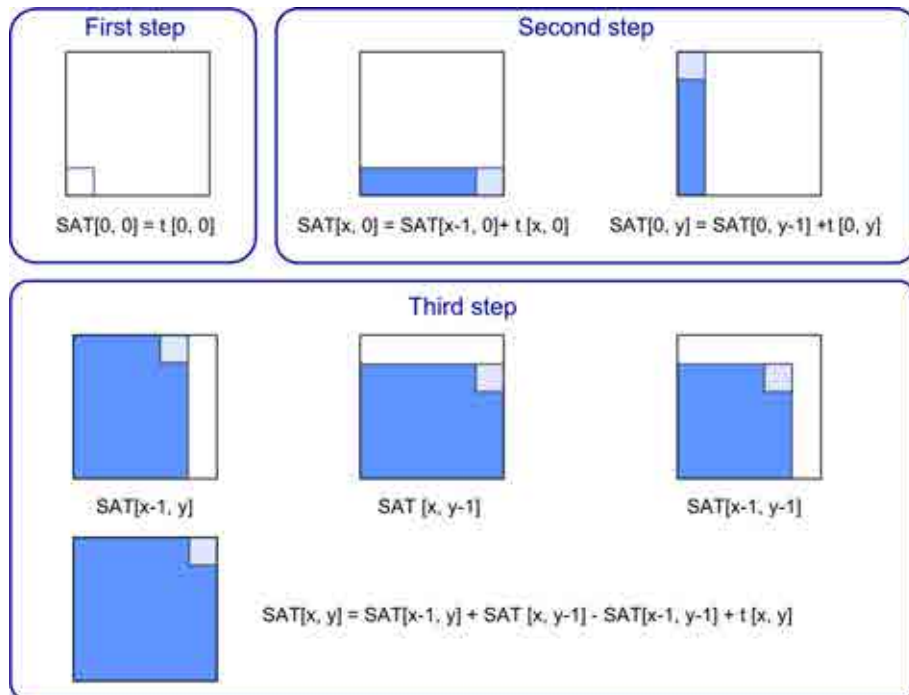 First step
SAT[0, 0] = t [0, 0]
Second step
SAT[x, 0] = SAT[x-1, 0]+ t [x, 0]
SAT[0, y] = SAT[0, y-1] +t [0, y]
Third step
SAT[x-1, y]
SAT [x, y-1]
SAT[x-1, y-1]
SAT[x, y] = SAT[x-1, y] + SAT [x, y-1] - SAT[x-1, y-1] + t [x, y]